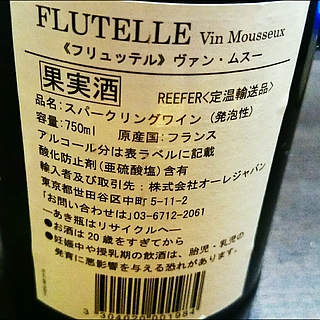 FLUTELLE Vin Mousseux
《フリュッテル》ヴァン・ムスー
果実酒 REEFER<定温輸送品>
品名:スパークリングワイン (発泡性)
容量:750ml 原産国:フランス
アルコール分は表ラベルに記載
酸化防止剤(亜硫酸塩)含有
輸入者及び取引先:株式会社オーレジャパン
東京都世田谷区中町5-11-2
「お問い合わせは」03-6712-2061
―あき瓶はリサイクルへ―
●お酒は20歳をすぎてから
●妊娠中や授乳期の飲酒は、胎児・乳児の
発育に悪影響を与える恐れがあります。
3 304020 001984